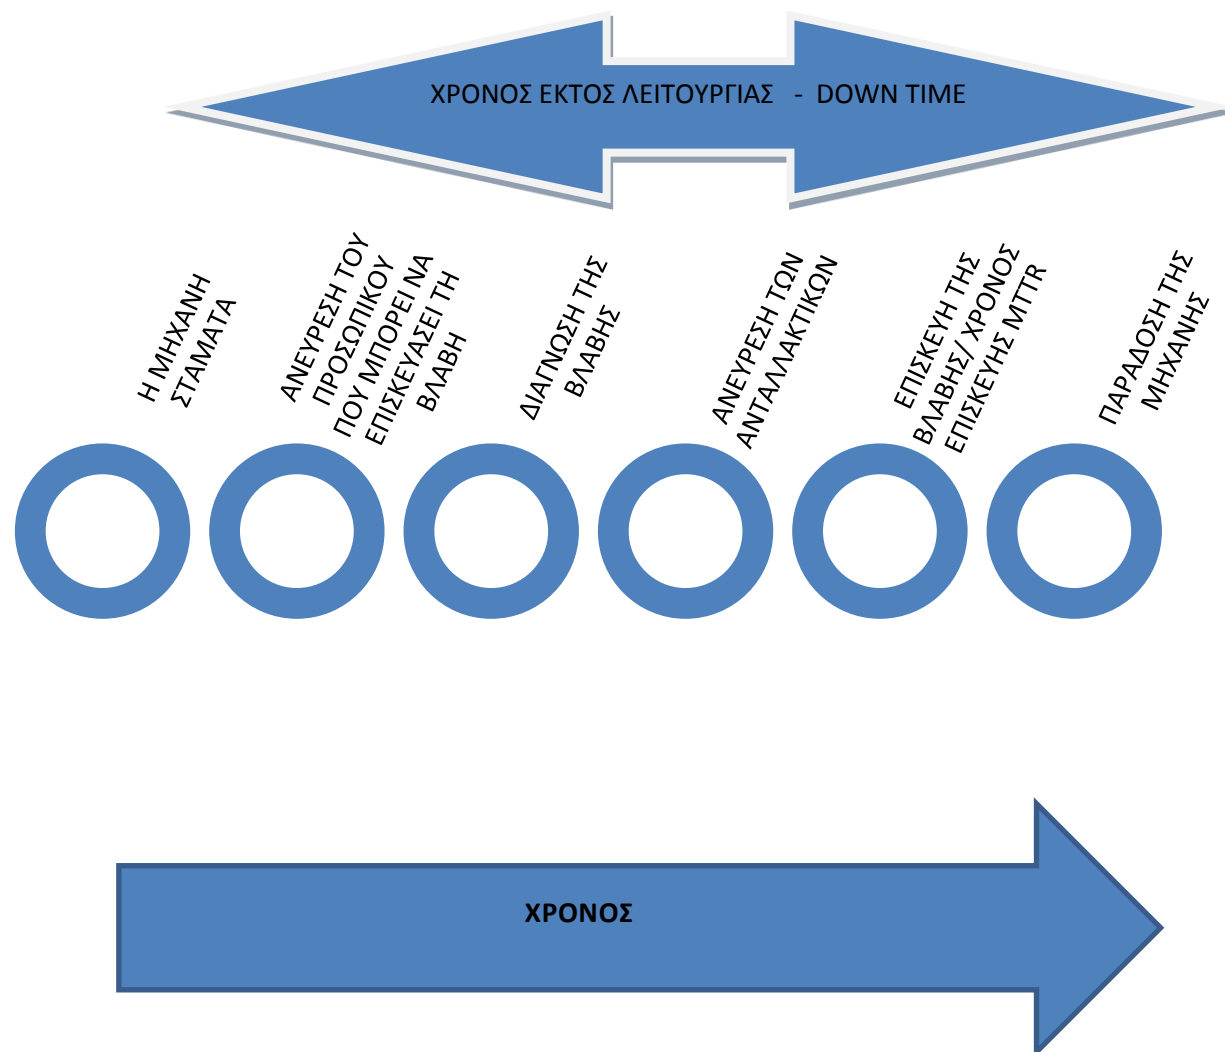 ΧΡΟΝΟΣ ΕΚΤΟΣ ΛΕΙΤΟΥΡΓΙΑΣ - DOWN TIME
Η ΜΗΧΑΝΗ
ΣΤΑΜΑΤΑ
ΑΝΕΥΡΕΣΗ ΤΟΥ
ΠΡΟΣΩΠΙΚΟΥ
ΠΟΥ ΜΠΟΡΕΙ ΝΑ
ΕΠΙΣΚΕΥΑΣΕΙ ΤΗ
ΒΛΑΒΗ
ΔΙΑΓΝΩΣΗ ΤΗΣ
ΒΛΑΒΗΣ
ΑΝΕΥΡΕΣΗ ΤΩΝ
ΑΝΤΑΛΛΑΚΤΙΚΩΝ
ΕΠΙΣΚΕΥΗ ΤΗΣ
ΒΛΑΒΗΣ/ ΧΡΟΝΟΣ
ΕΠΙΣΚΕΥΗΣ MTTR
ΠΑΡΑΔΟΣΗ ΤΗΣ
ΜΗΧΑΝΗΣ
ΧΡΟΝΟΣ